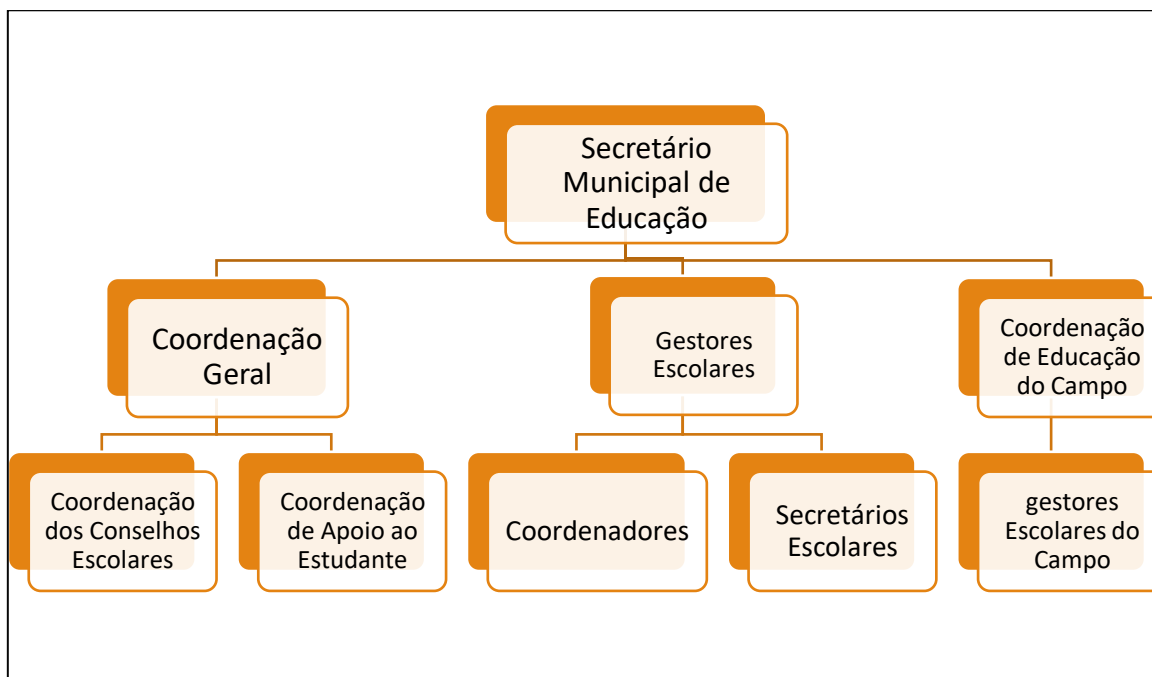 Secretário
Municipal de
Educação
Coordenação
Geral
Gestores
Escolares
Coordenação
de Educação
do Campo
Coordenação
dos Conselhos
Escolares
Coordenação
de Apoio ao
Estudante
Coordenadores
Secretários
Escolares
gestores
Escolares do
Campo